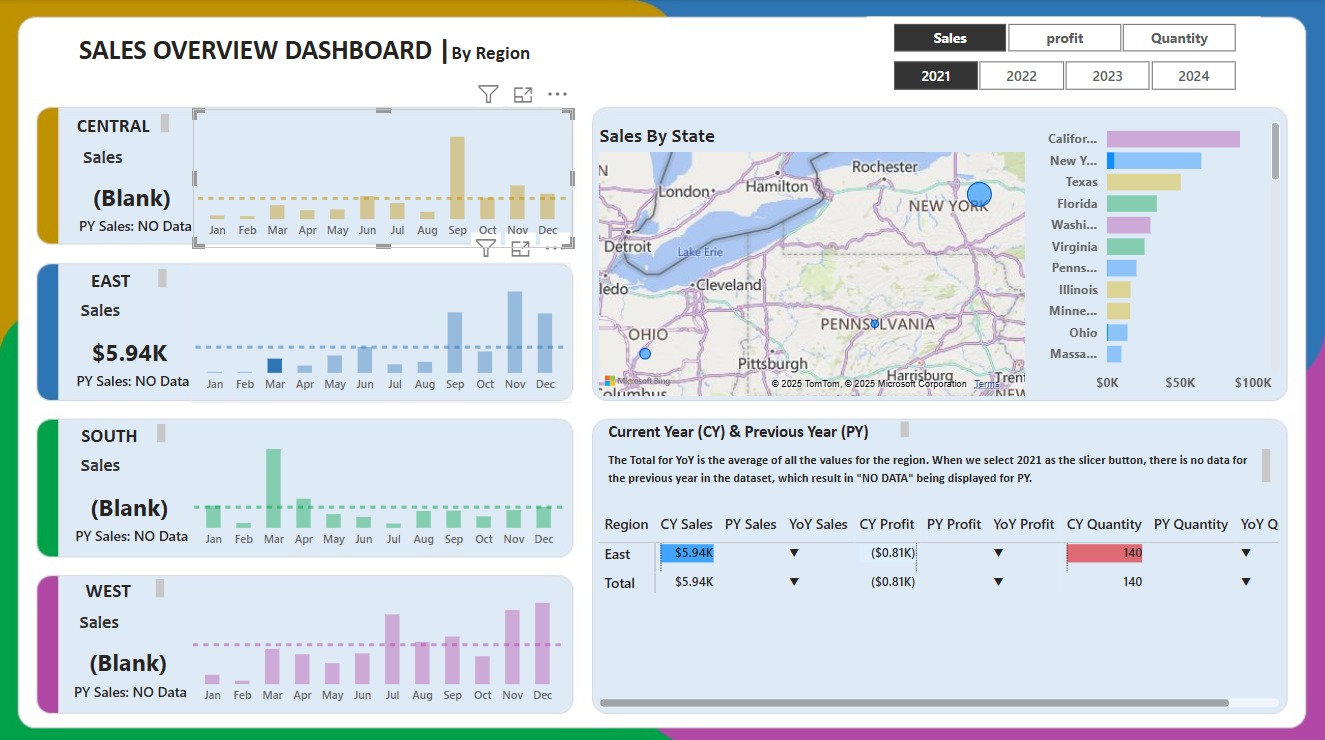 SALES OVERVIEW DASHBOARD | By Region
Sales profit Quantity
2021 2022 2023 2024
CENTRAL
Sales
(Blank)
PY Sales: NO Data
Jan Feb Mar Apr May Jun Jul Aug Sep Oct Nov Dec
EAST
Sales
$5.94K
PY Sales: NO Data
Jan Feb Mar Apr May Jun Jul Aug Sep Oct Nov Dec
SOUTH
Sales
(Blank)
PY Sales: NO Data
Jan Feb Mar Apr May Jun Jul Aug Sep Oct Nov Dec
WEST
Sales
(Blank)
PY Sales: NO Data
Jan Feb Mar Apr May Jun Jul Aug Sep Oct Nov Dec
Sales By State
N
Rochester
London
Hamilton
NEW YORK
Detroit
Lake Erie
ledo
Cleveland
PENNSYLVANIA
OHIO
Pittsburgh
Harrisburg
Trent
Microsoft Bing
© 2025 TomTom, © 2025 Microsoft Corporation Terms
Columbus
NEW
Califor...
New Y...
Texas
Florida
Washi...
Virginia
Penns...
Illinois
Minne...
Ohio
Massa...
$0K $50K $100K
Current Year (CY) & Previous Year (PY)
The Total for YoY is the average of all the values for the region. When we select 2021 as the slicer button, there is no data for
the previous year in the dataset, which result in "NO DATA" being displayed for PY.
Region CY Sales PY Sales YoY Sales CY Profit PY Profit YoY Profit CY Quantity PY Quantity YoY Q
East $5.94K ▼ ($0.81K) ▼ 140 ▼
Total $5.94K ▼ ($0.81K) ▼ 140 ▼